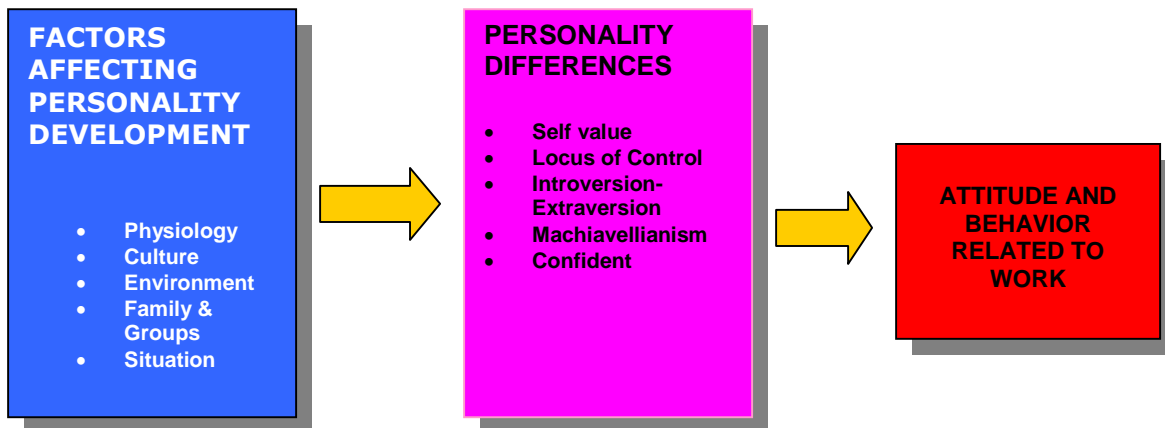 FACTORS
AFFECTING
PERSONALITY
DEVELOPMENT
• Physiology
• Culture
• Environment
• Family &
Groups
• Situation
PERSONALITY
DIFFERENCES
• Self value
• Locus of Control
• Introversion-
Extraversion
• Machiavellianism
• Confident
ATTITUDE AND
BEHAVIOR
RELATED TO
WORK